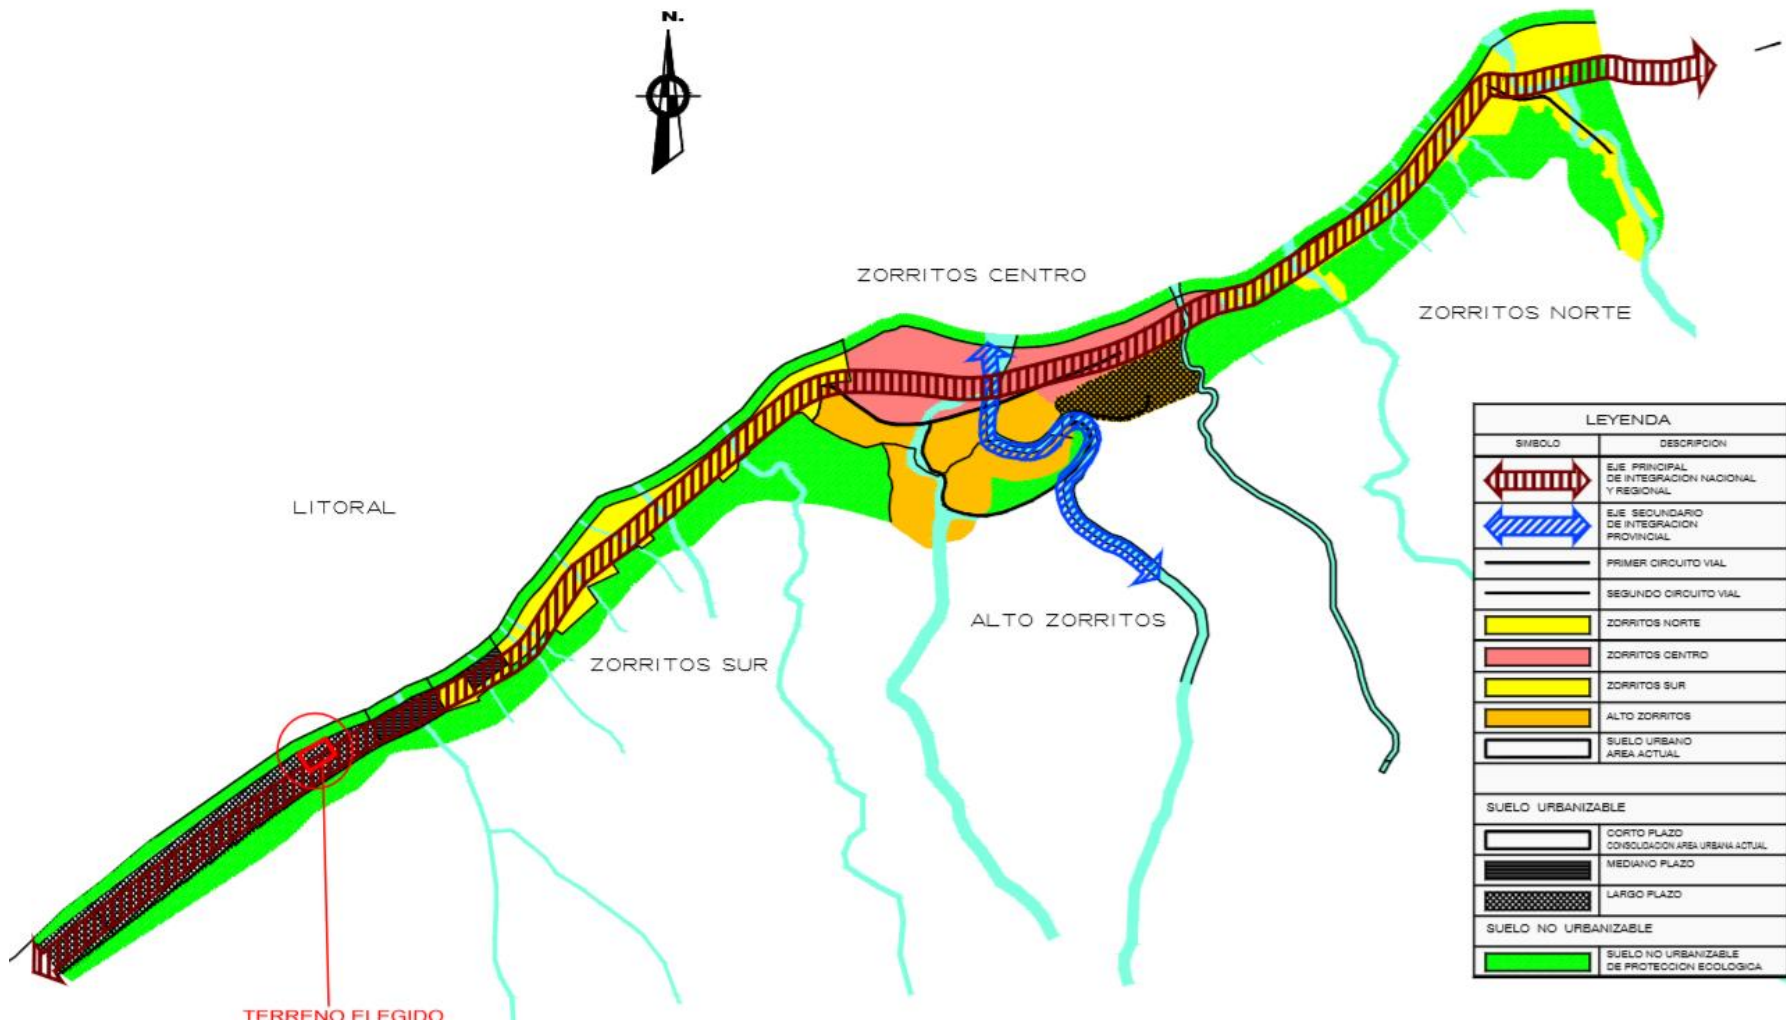 N.
ZORRITOS CENTRO
ZORRITOS NORTE
LITORAL
ZORRITOS SUR
ALTO ZORRITOS
TERRENO ELEGIDO
LEYENDA
SIMBOLO DESCRIPCION
EJE PRINCIPAL
DE INTEGRACION NACIONAL
Y REGIONAL
EJE SECUNDARIO
DE INTEGRACION
PROVINCIAL
PRIMER CIRCUITO VIAL
SEGUNDO CIRCUITO VIAL
ZORRITOS NORTE
ZORRITOS CENTRO
ZORRITOS SUR
ALTO ZORRITOS
SUELO URBANO
AREA ACTUAL
SUELO URBANIZABLE
CORTO PLAZO
CONSOLIDACION AREA URBANA ACTUAL
MEDIANO PLAZO
LARGO PLAZO
SUELO NO URBANIZABLE
SUELO NO URBANIZABLE
DE PROTECCION ECOLOGICA